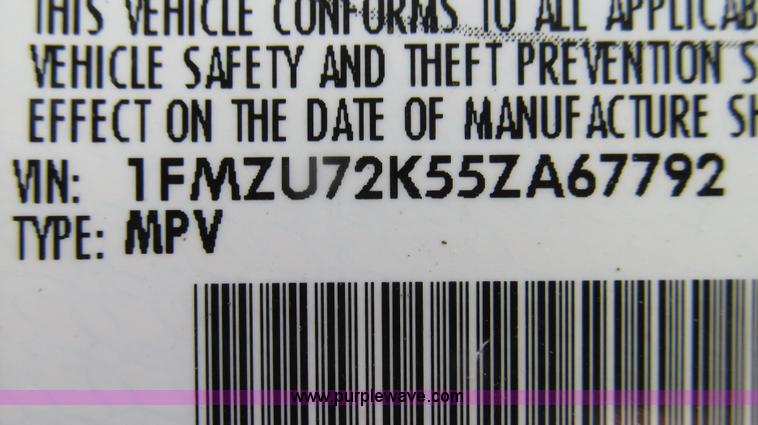 THIS VEHICLE CONFORMS TO ALL APPLICAB
VEHICLE SAFETY AND THEFT PREVENTION S
EFFECT ON THE DATE OF MANUFACTURE SH
VIN: 1FMZU72K55ZA67792
TYPE: MPV
www.purplewave.com